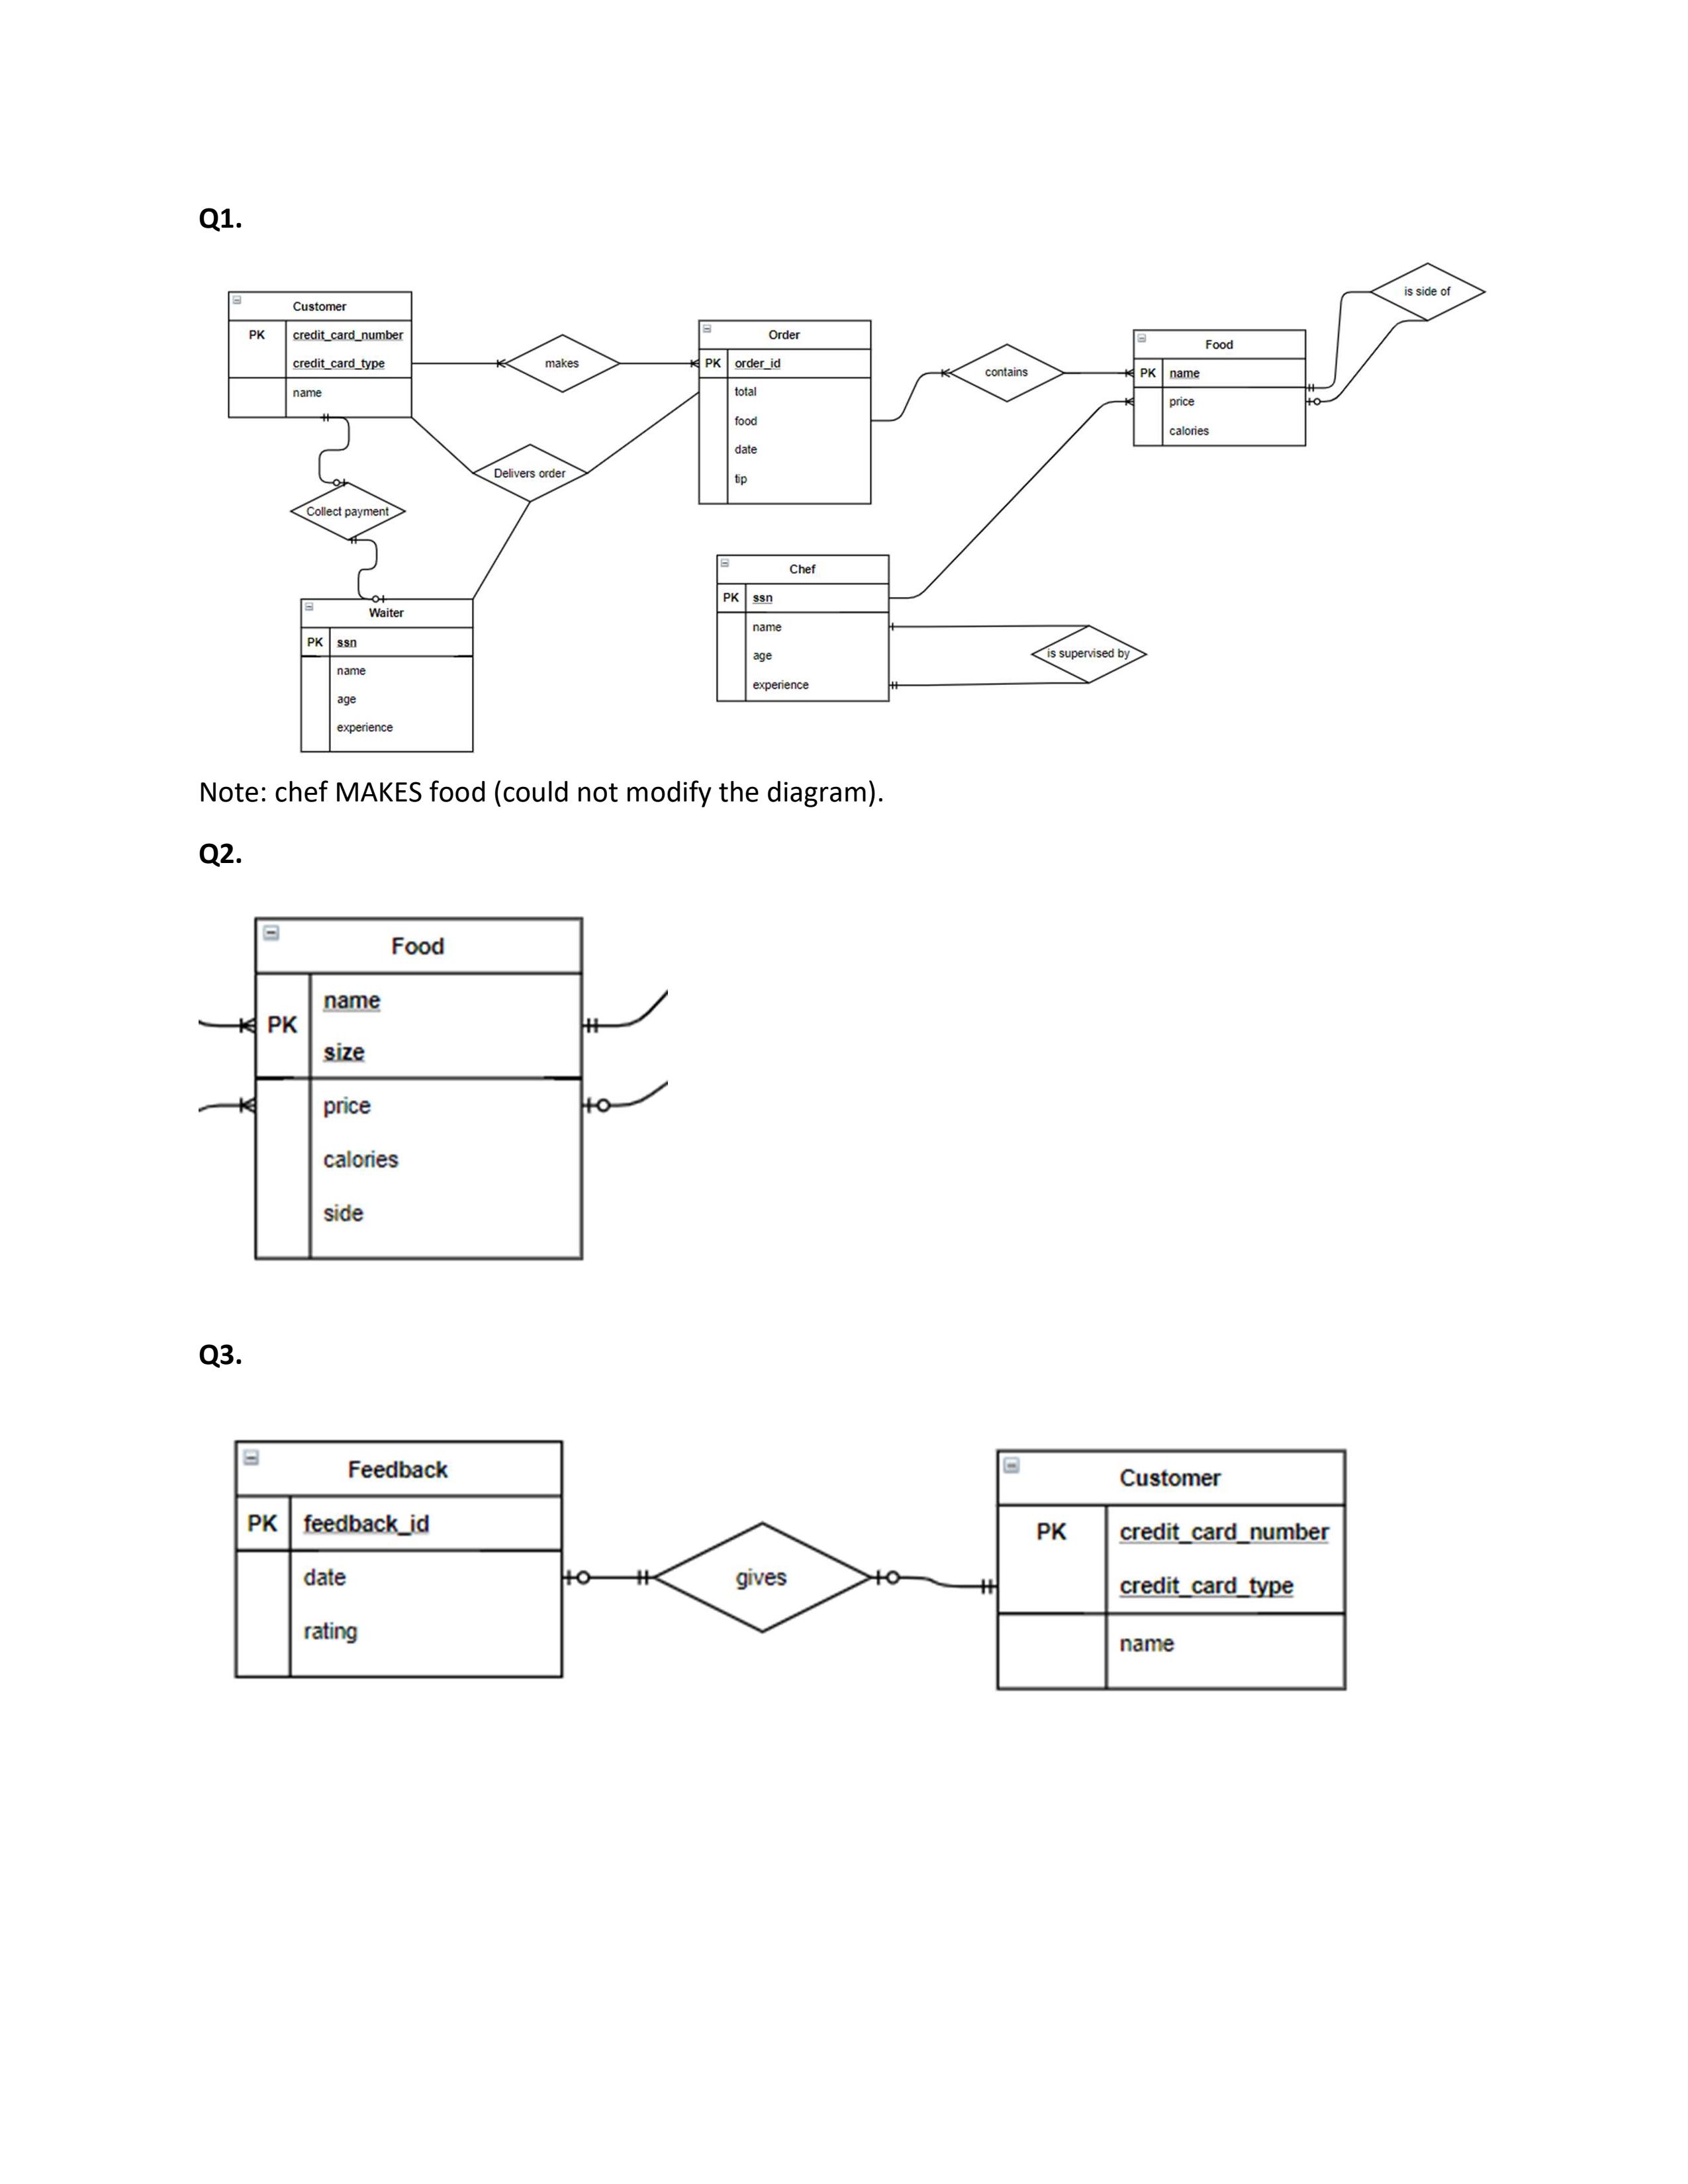 Q1.
Customer
PK credit_card_number
credit_card_type
name
makes
Order
PK order_id
total
food
date
tip
contains
Food
PK name
price
calories
is side of
Delivers order
Collect payment
Waiter
PK ssn
name
age
experience
Chef
PK ssn
name
age
experience
is supervised by
Note: chef MAKES food (could not modify the diagram).
Q2.
Food
name
PK
size
price
calories
side
Q3.
Feedback
PK feedback_id
date
rating
gives
Customer
PK credit_card_number
credit_card_type
name